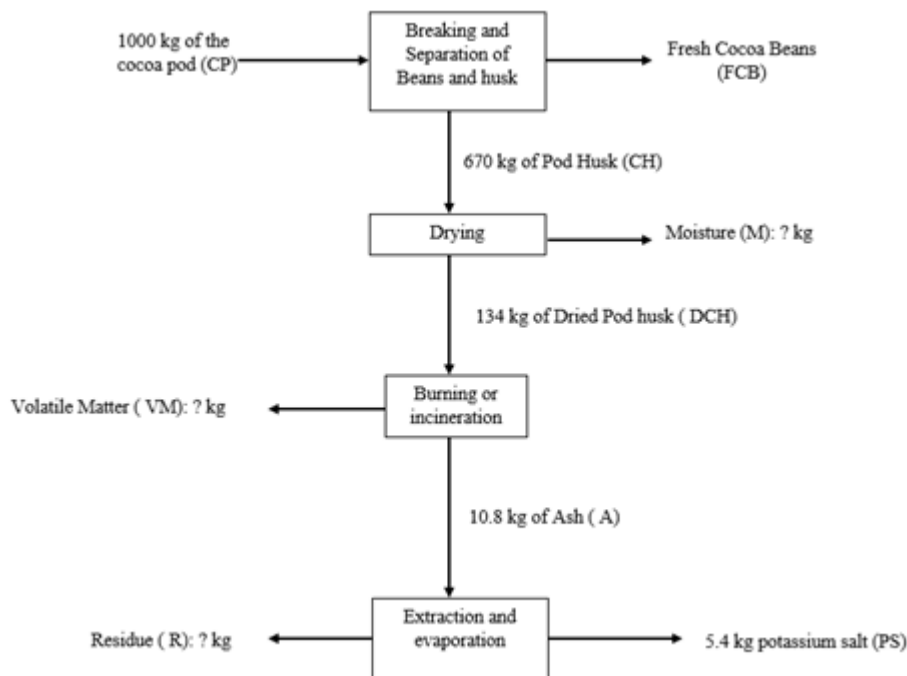 1000 kg of the
cocoa pod (CP)
Breaking and
Separation of
Beans and husk
Fresh Cocoa Beans
(FCB)
670 kg of Pod Husk (CH)
Drying
Moisture (M): ? kg
134 kg of Dried Pod husk ( DCH)
Burning or
incineration
Volatile Matter ( VM): ? kg
10.8 kg of Ash ( A)
Extraction and
evaporation
Residue ( R): ? kg
5.4 kg potassium salt (PS)